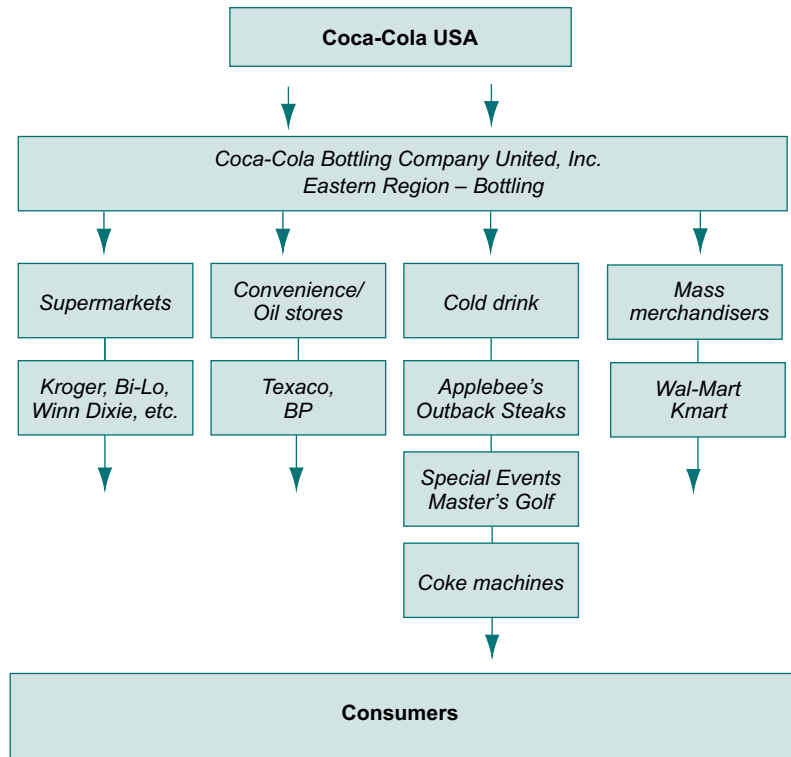 Coca-Cola USA
Coca-Cola Bottling Company United, Inc.
Eastern Region – Bottling
Supermarkets
Convenience/
Oil stores
Cold drink
Mass
merchandisers
Kroger, Bi-Lo,
Winn Dixie, etc.
Texaco,
BP
Applebee's
Outback Steaks
Wal-Mart
Kmart
Special Events
Master's Golf
Coke machines
Consumers